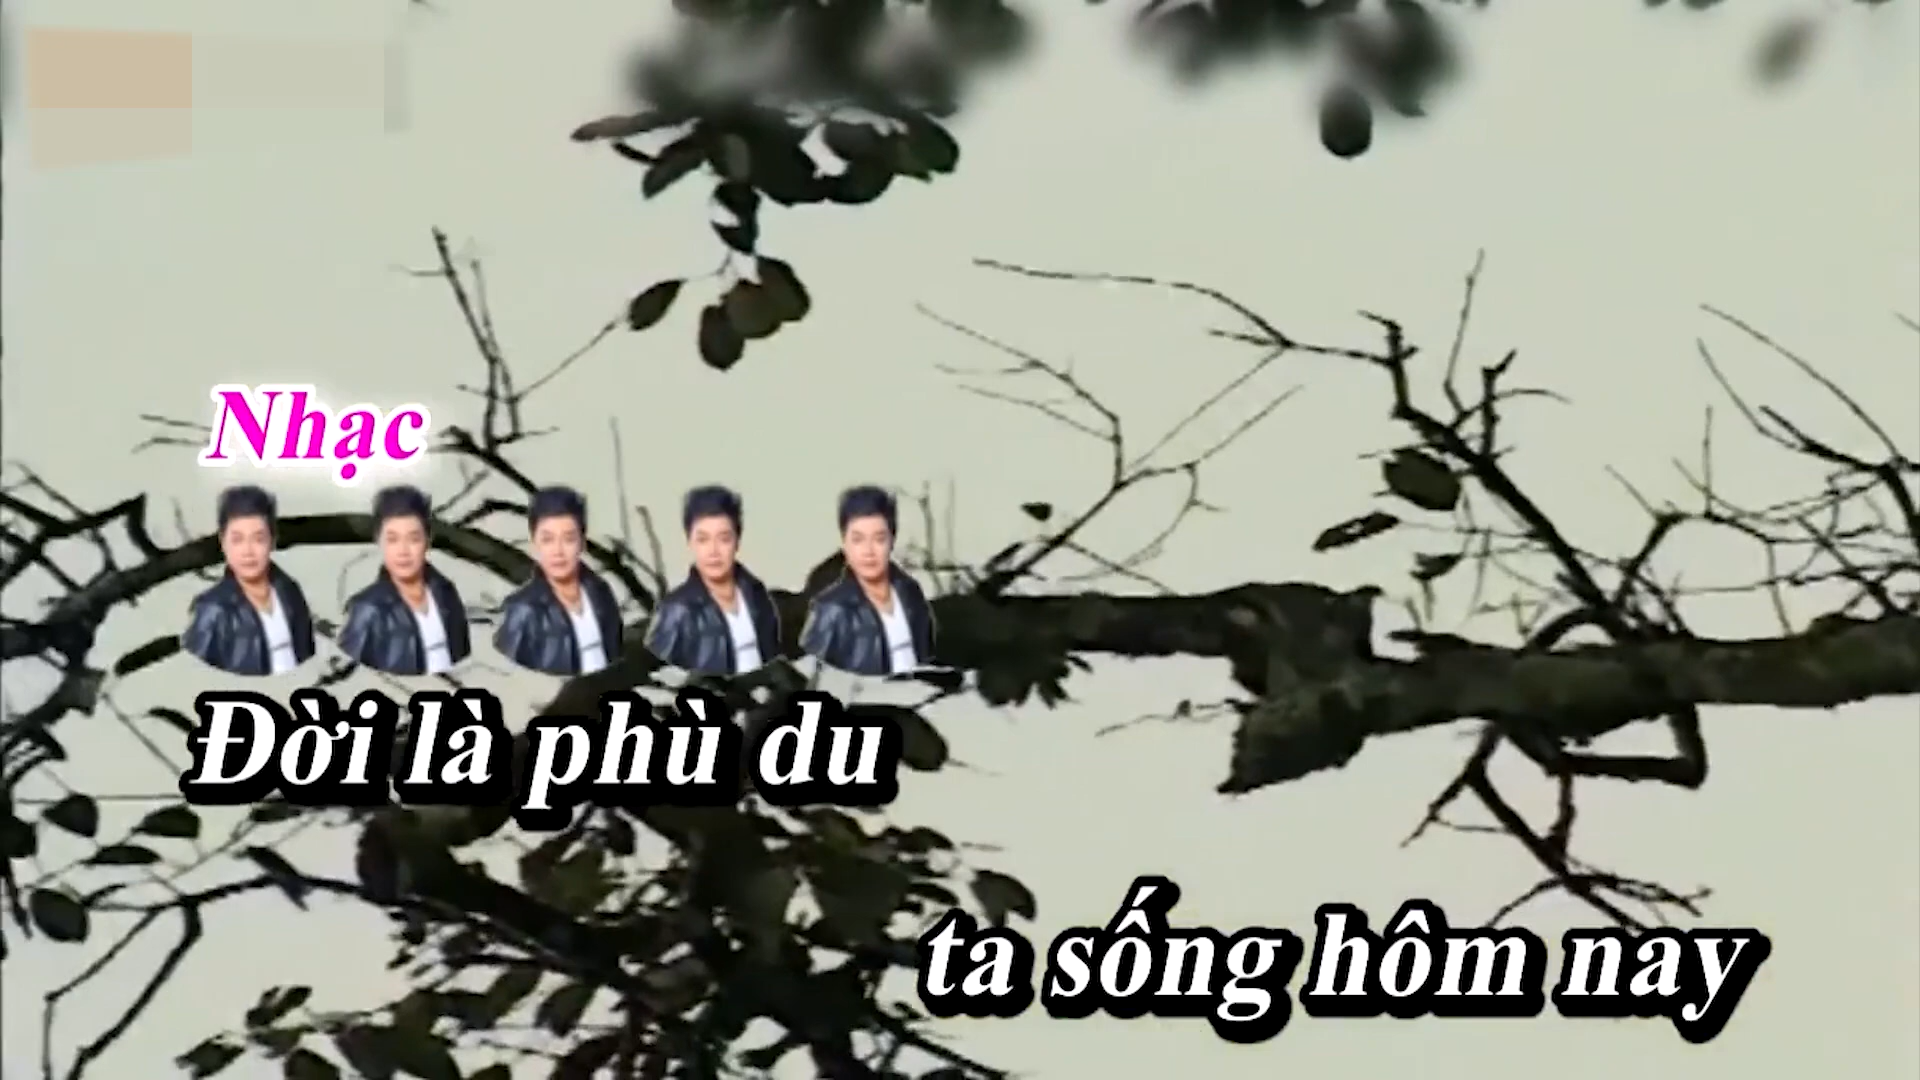 Nhạc
Đời là phù du
ta sống hôm nay